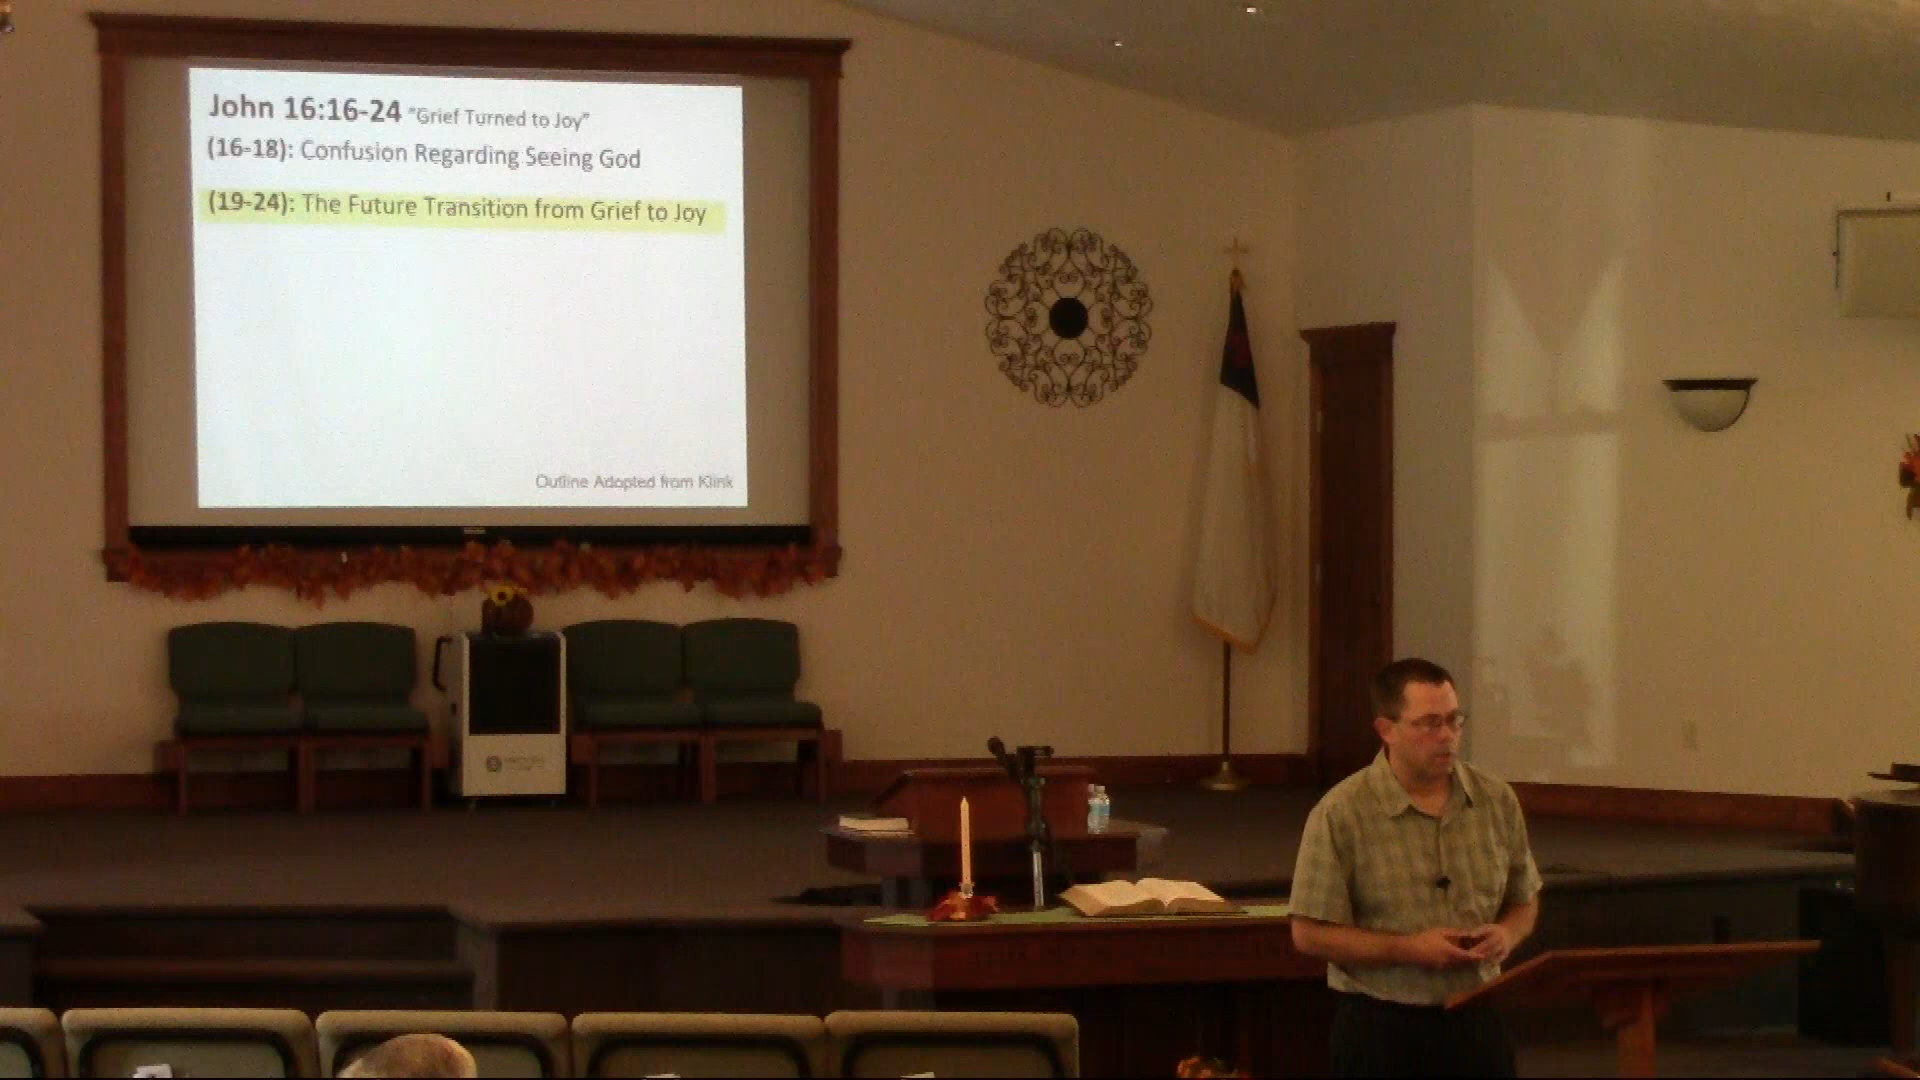 John 16:16-24 "Grief Turned to Joy"
(16-18): Confusion Regarding Seeing God
(19-24): The Future Transition from Grief to Joy
Outline Adapted from Klink